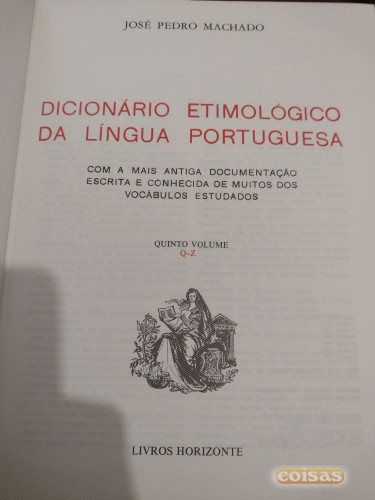 JOSÉ PEDRO MACHADO
DICIONÁRIO ETIMOLÓGICO
DA LÍNGUA PORTUGUESA
COM A MAIS ANTIGA DOCUMENTAÇÃO
ESCRITA E CONHECIDA DE MUITOS DOS
VOCÁBULOS ESTUDADOS
QUINTO VOLUME
Q-Z
LIVROS HORIZONTE
coisas